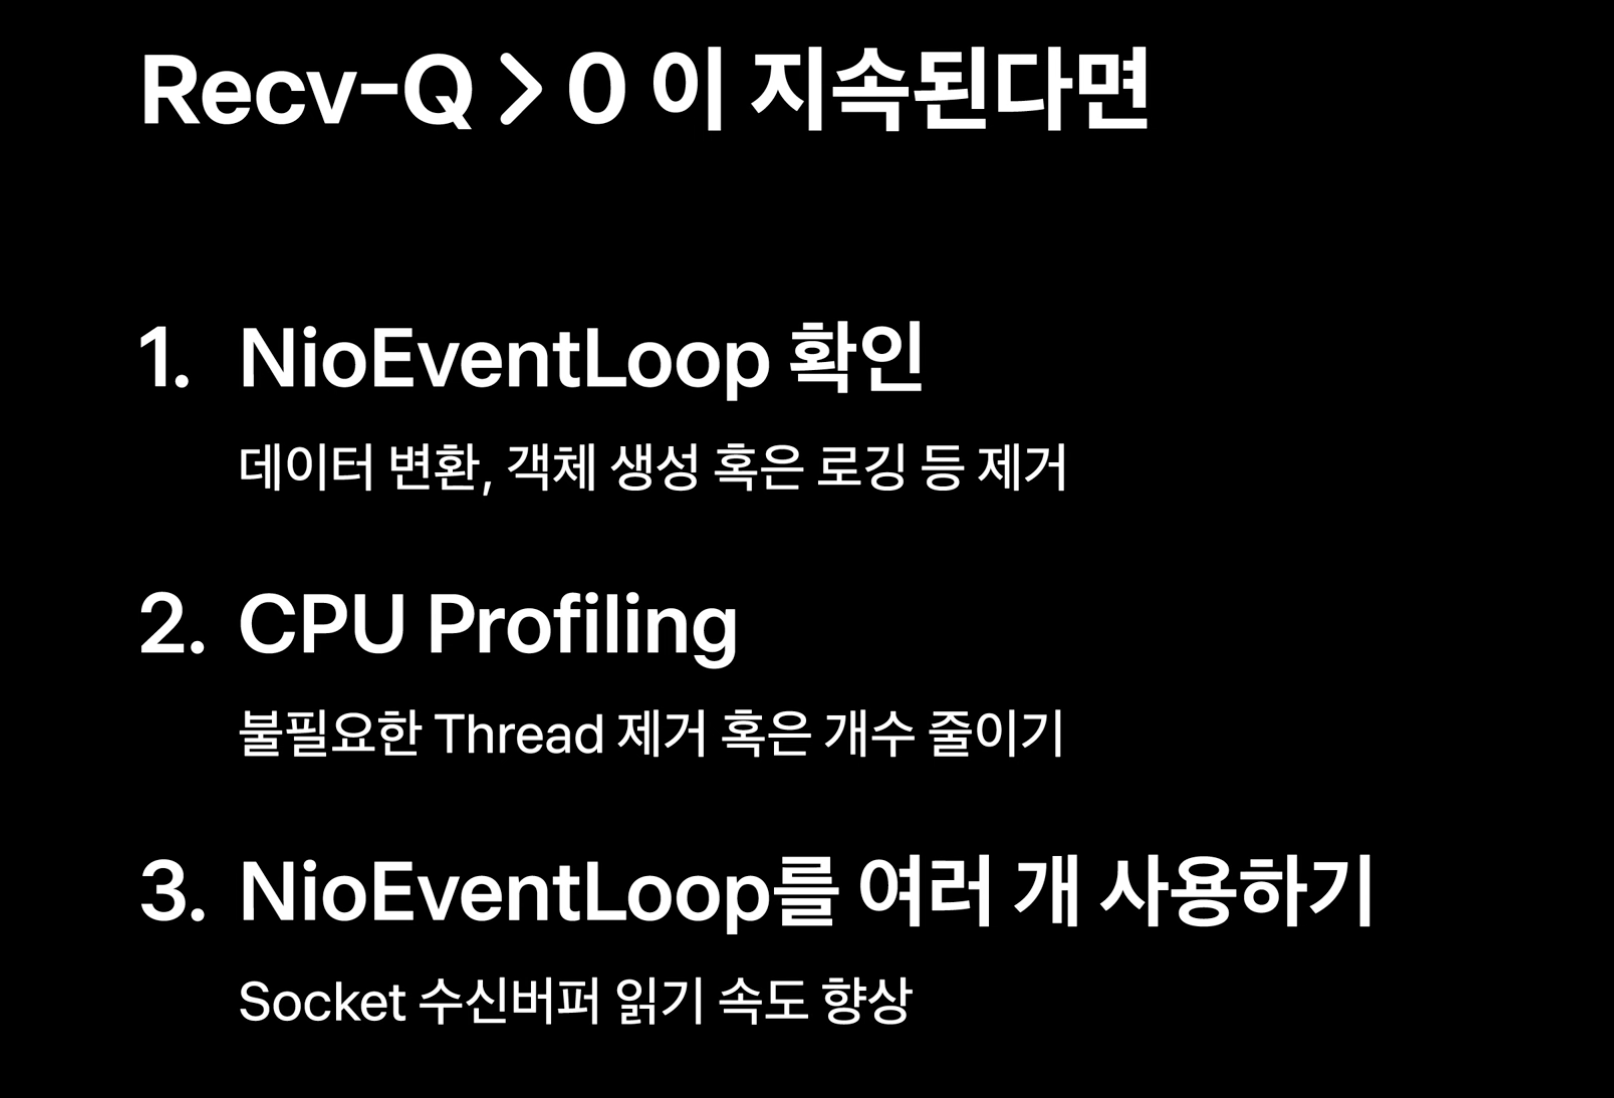 Recv-Q > 0 이 지속된다면
1. NioEventLoop 확인
데이터 변환, 객체 생성 혹은 로깅 등 제거
2. CPU Profiling
불필요한 Thread 제거 혹은 개수 줄이기
3. NioEventLoop를 여러 개 사용하기
Socket 수신버퍼 읽기 속도 향상